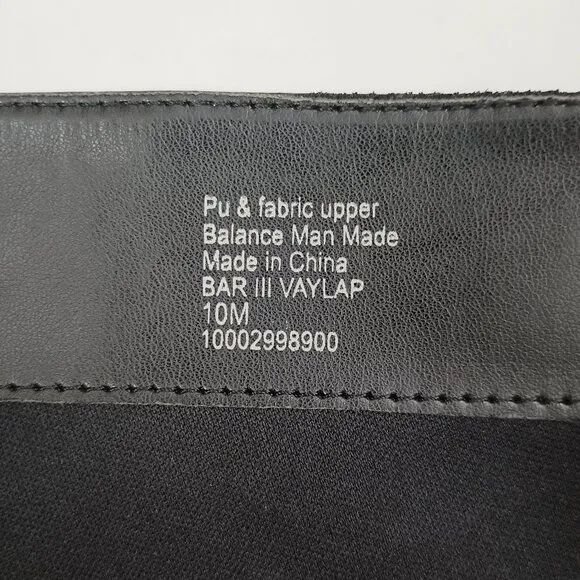 Pu & fabric upper
Balance Man Made
Made in China
BAR III VAYLAP
10M
10002998900